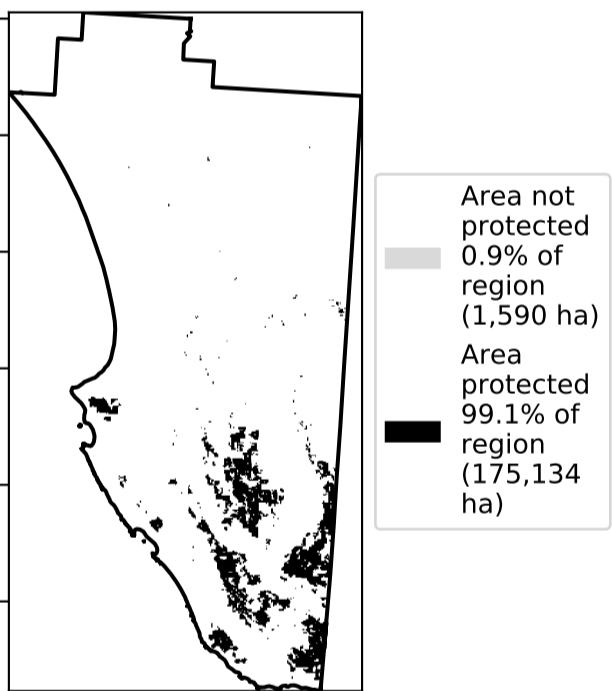 Area not
protected
0.9% of
region
(1,590 ha)
Area
protected
99.1% of
region
(175,134
ha)